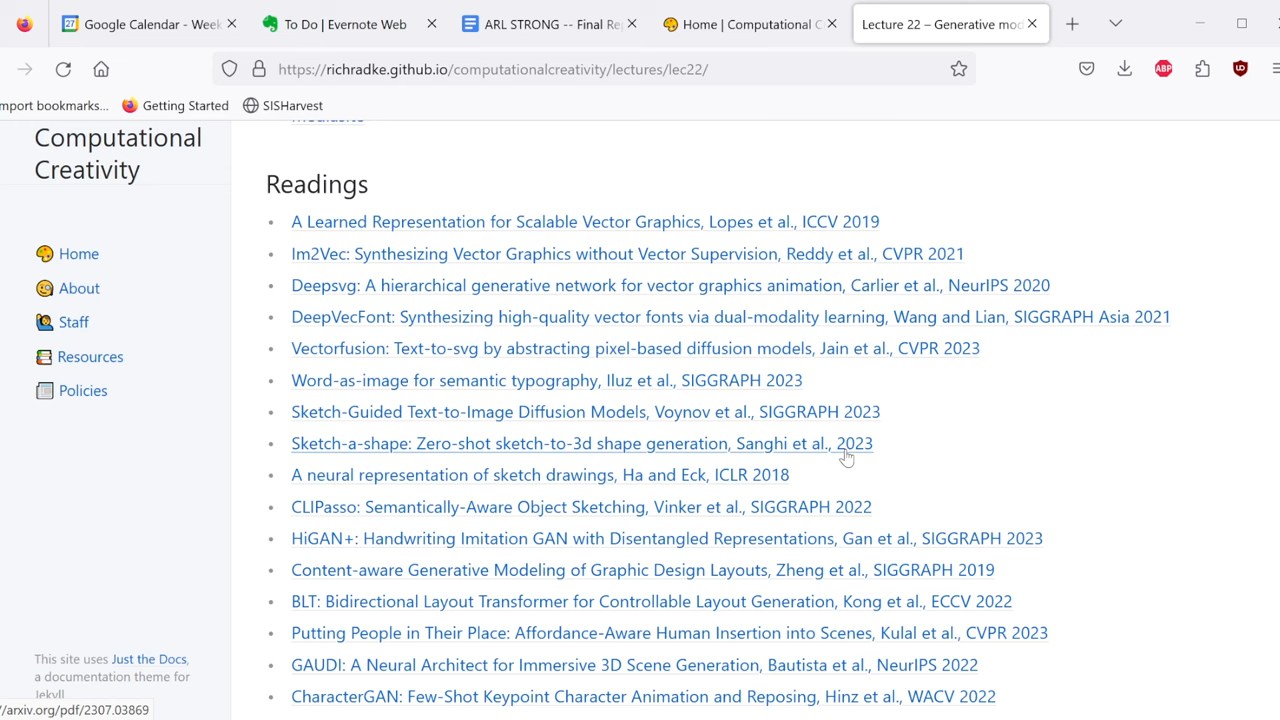 Google Calendar - Week
To Do | Evernote Web
ARL STRONG -- Final Re
Home | Computational C
Lecture 22 – Generative mod
https://richradke.github.io/computationalcreativity/lectures/lec22/
ABP
mport bookmarks...
Getting Started
SISHarvest
Computational
Creativity
Home
About
Staff
Resources
Policies
This site uses Just the Docs,
a documentation theme for
Jekyll.
/arxiv.org/pdf/2307.03869
mediasite
Readings
A Learned Representation for Scalable Vector Graphics, Lopes et al., ICCV 2019
Im2Vec: Synthesizing Vector Graphics without Vector Supervision, Reddy et al., CVPR 2021
Deepsvg: A hierarchical generative network for vector graphics animation, Carlier et al., NeurIPS 2020
DeepVecFont: Synthesizing high-quality vector fonts via dual-modality learning, Wang and Lian, SIGGRAPH Asia 2021
Vectorfusion: Text-to-svg by abstracting pixel-based diffusion models, Jain et al., CVPR 2023
Word-as-image for semantic typography, Iluz et al., SIGGRAPH 2023
Sketch-Guided Text-to-Image Diffusion Models, Voynov et al., SIGGRAPH 2023
Sketch-a-shape: Zero-shot sketch-to-3d shape generation, Sanghi et al., 2023
A neural representation of sketch drawings, Ha and Eck, ICLR 2018
CLIPasso: Semantically-Aware Object Sketching, Vinker et al., SIGGRAPH 2022
HiGAN+: Handwriting Imitation GAN with Disentangled Representations, Gan et al., SIGGRAPH 2023
Content-aware Generative Modeling of Graphic Design Layouts, Zheng et al., SIGGRAPH 2019
BLT: Bidirectional Layout Transformer for Controllable Layout Generation, Kong et al., ECCV 2022
Putting People in Their Place: Affordance-Aware Human Insertion into Scenes, Kulal et al., CVPR 2023
GAUDI: A Neural Architect for Immersive 3D Scene Generation, Bautista et al., NeurIPS 2022
CharacterGAN: Few-Shot Keypoint Character Animation and Reposing, Hinz et al., WACV 2022